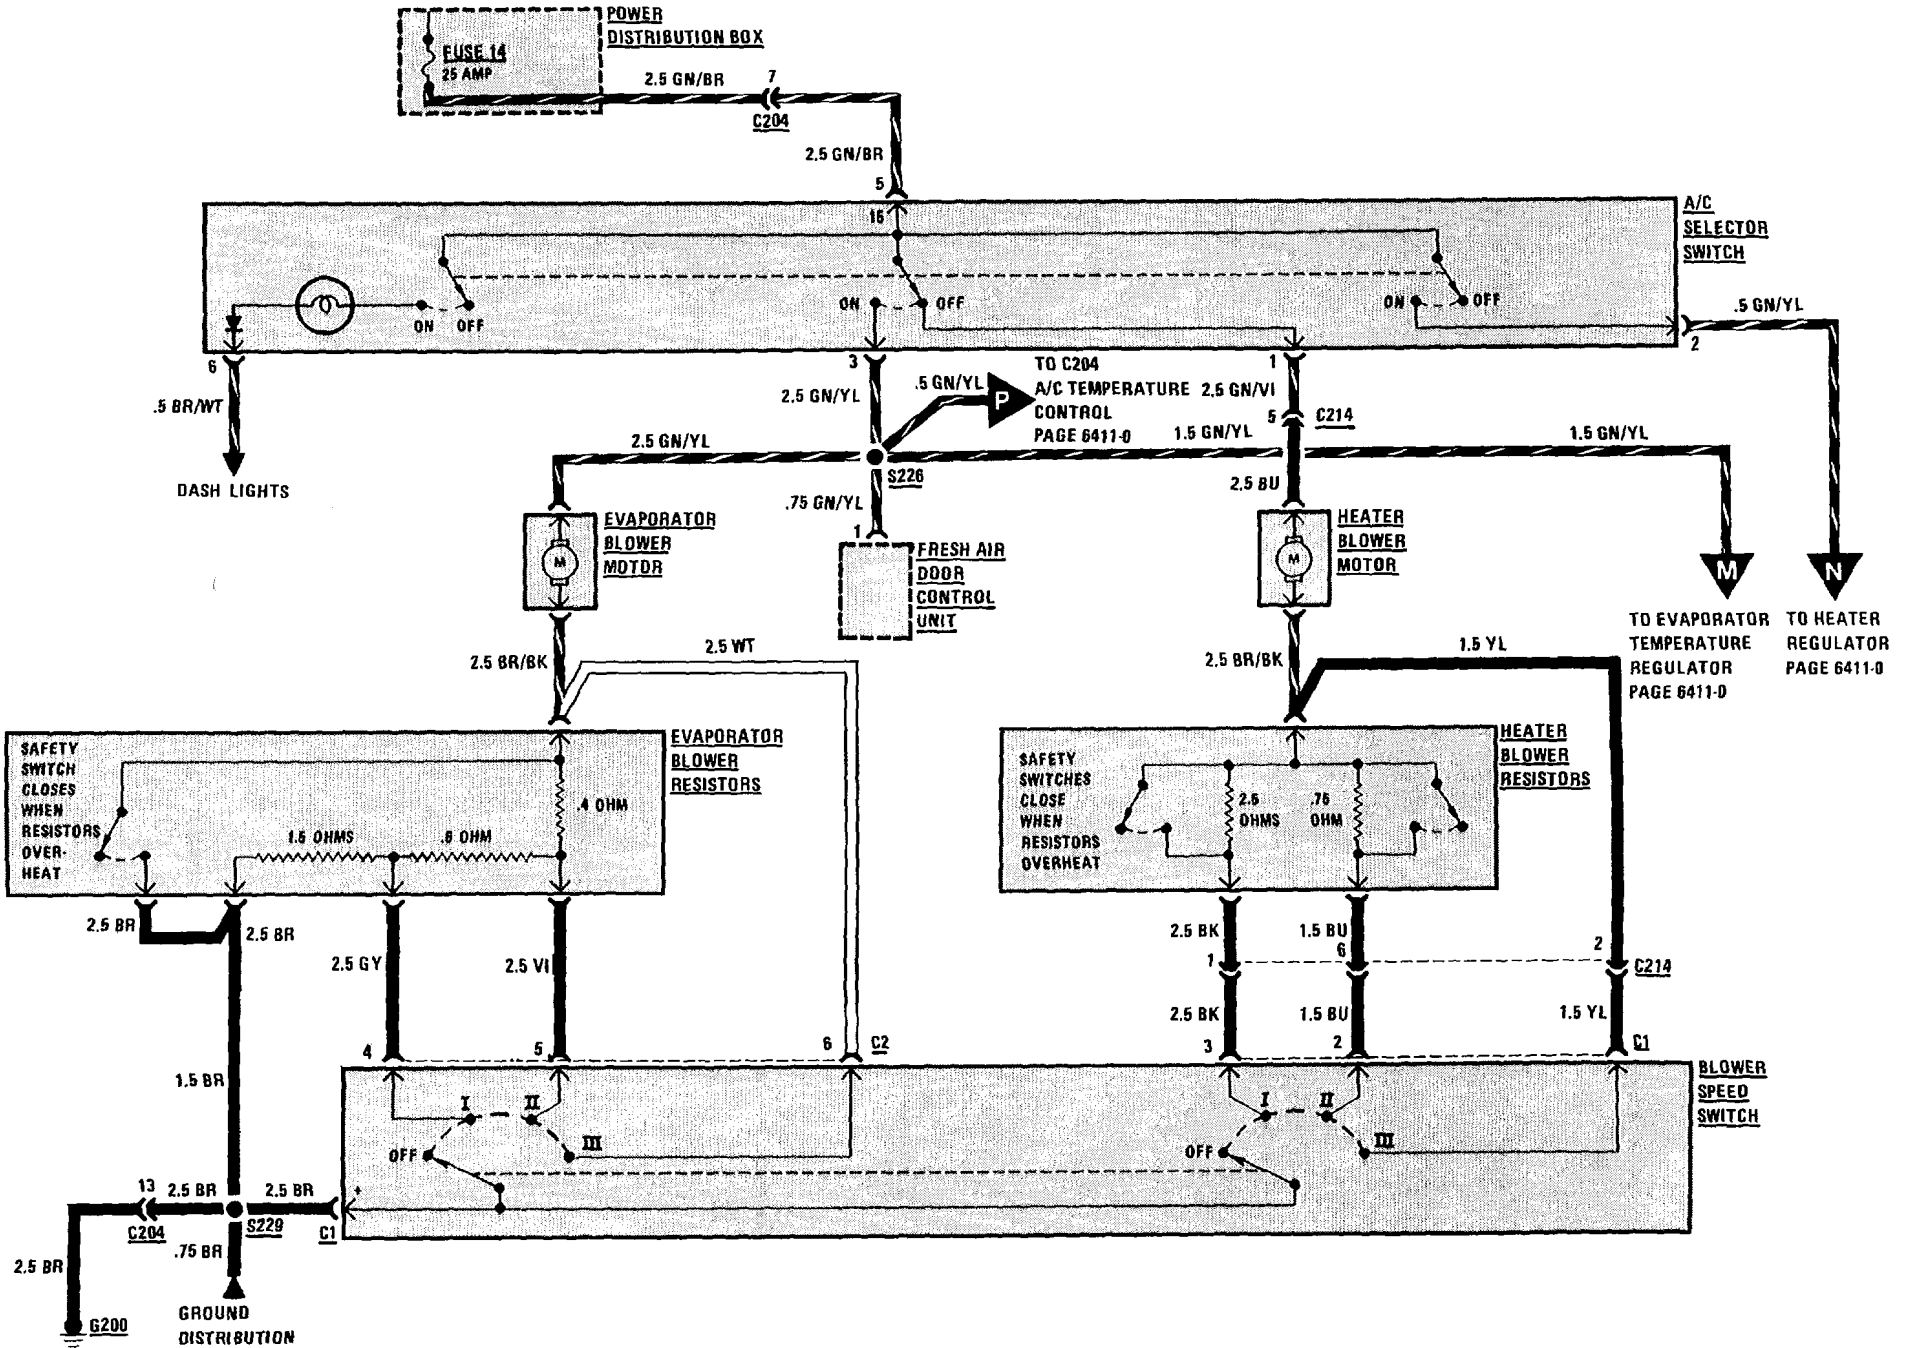 POWER
DISTRIBUTION BOX
FUSE 14
25 AMP
2.5 GN/BR
7
C204
2.5 GN/BR
5
15
A/C
SELECTOR
SWITCH
ON
OFF
ON
OFF
ON
OFF
.5 GN/YL
2
6
3
1
.5 BR/WT
DASH LIGHTS
2.5 GN/YL
.5 GN/YL
P
TO C204
A/C TEMPERATURE
CONTROL
PAGE 6411-0
2.5 GN/VI
5
C214
2.5 GN/YL
S226
1.5 GN/YL
1.5 GN/YL
.75 GN/YL
1
2.5 BU
EVAPORATOR
BLOWER
MOTOR
M
FRESH AIR
DOOR
CONTROL
UNIT
HEATER
BLOWER
MOTOR
M
M
N
TO EVAPORATOR
TEMPERATURE
REGULATOR
PAGE 6411-0
TO HEATER
REGULATOR
PAGE 6411-0
2.5 BR/BK
2.5 WT
2.5 BR/BK
1.5 YL
SAFETY
SWITCH
CLOSES
WHEN
RESISTORS
OVER-
HEAT
1.5 OHMS
.6 OHM
.4 OHM
EVAPORATOR
BLOWER
RESISTORS
SAFETY
SWITCHES
CLOSE
WHEN
RESISTORS
OVERHEAT
2.5
OHMS
.75
OHM
HEATER
BLOWER
RESISTORS
2.5 BR
2.5 BR
2.5 GY
2.5 VI
2.5 BK
1.5 BU
1
6
2
C214
2.5 BK
1.5 BU
1.5 YL
4
5
6
C2
3
2
C1
1.5 BR
I
II
III
OFF
I
II
III
OFF
BLOWER
SPEED
SWITCH
13
2.5 BR
2.5 BR
C204
S229
C1
+
2.5 BR
.75 BR
G200
GROUND
DISTRIBUTION